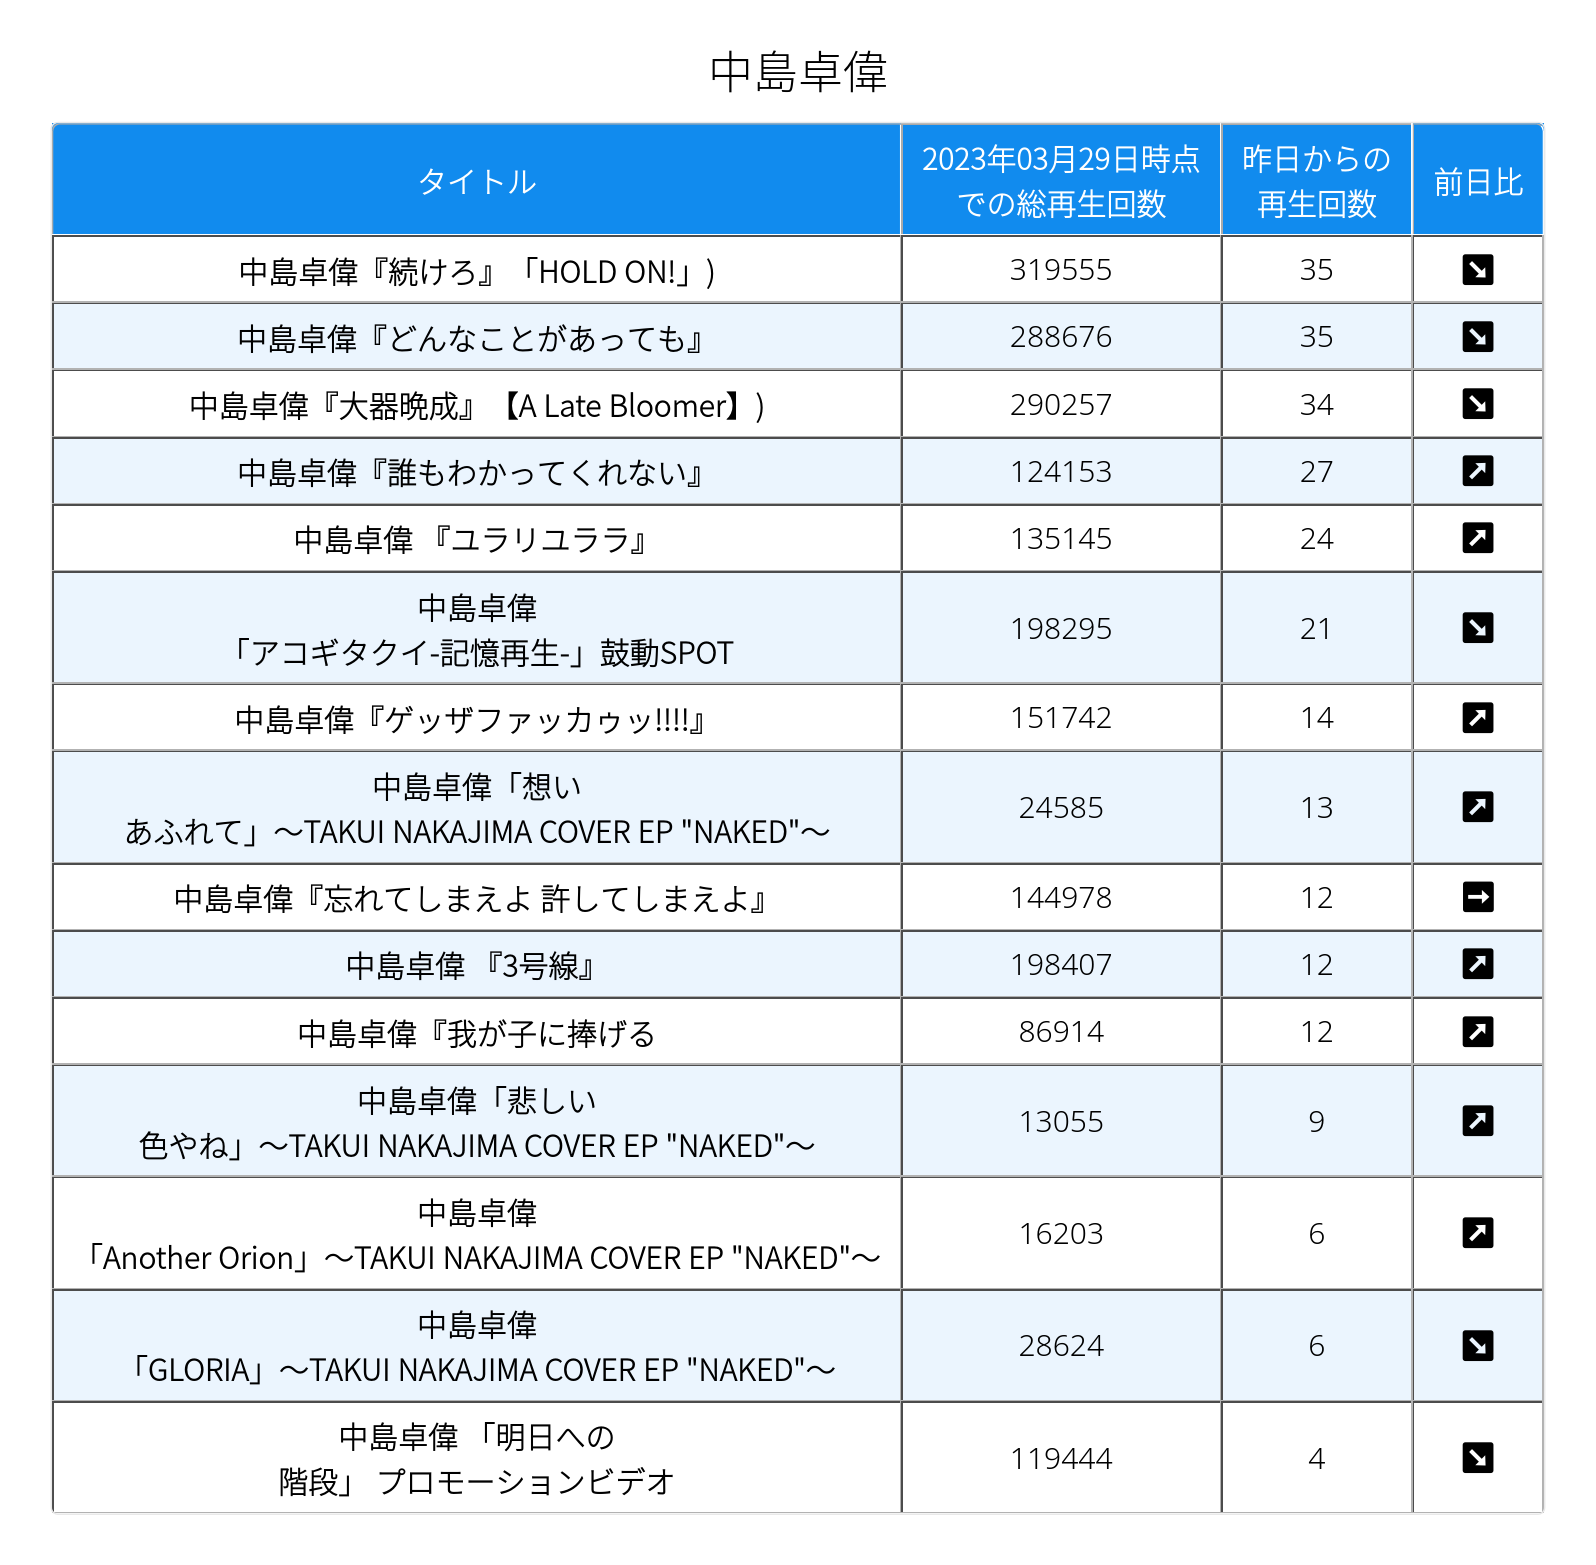 中島卓偉
タイトル
2023年03月29日時点
での総再生回数
昨日からの
再生回数
前日比
中島卓偉『続けろ』「HOLD ON!」)
319555
35
中島卓偉『どんなことがあっても』
288676
35
中島卓偉『大器晩成』【A Late Bloomer】)
290257
34
中島卓偉『誰もわかってくれない』
124153
27
中島卓偉 『ユラリユララ』
135145
24
中島卓偉
「アコギタクイ-記憶再生-」鼓動SPOT
198295
21
中島卓偉『ゲッザファッカゥッ!!!!』
151742
14
中島卓偉「想い
あふれて」〜TAKUI NAKAJIMA COVER EP "NAKED"〜
24585
13
中島卓偉『忘れてしまえよ 許してしまえよ』
144978
12
中島卓偉 『3号線』
198407
12
中島卓偉『我が子に捧げる
86914
12
中島卓偉「悲しい
色やね」〜TAKUI NAKAJIMA COVER EP "NAKED"〜
13055
9
中島卓偉
「Another Orion」〜TAKUI NAKAJIMA COVER EP "NAKED"〜
16203
6
中島卓偉
「GLORIA」〜TAKUI NAKAJIMA COVER EP "NAKED"〜
28624
6
中島卓偉 「明日への
階段」 プロモーションビデオ
119444
4